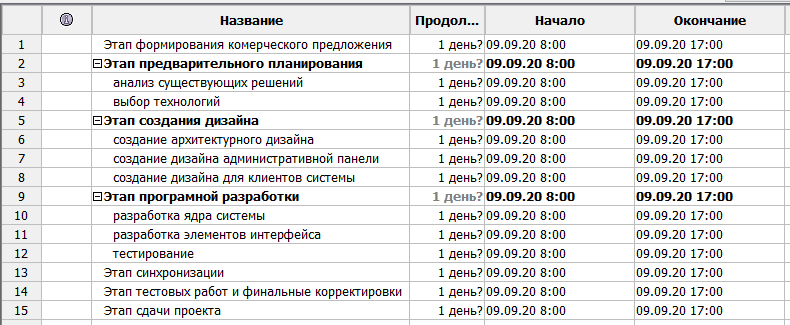 Название Продол... Начало Окончание
1 Этап формирования комерческого предложения 1 день? 09.09.20 8:00 09.09.20 17:00
2 Этап предварительного планирования 1 день? 09.09.20 8:00 09.09.20 17:00
3 анализ существующих решений 1 день? 09.09.20 8:00 09.09.20 17:00
4 выбор технологий 1 день? 09.09.20 8:00 09.09.20 17:00
5 Этап создания дизайна 1 день? 09.09.20 8:00 09.09.20 17:00
6 создание архитектурного дизайна 1 день? 09.09.20 8:00 09.09.20 17:00
7 создание дизайна административной панели 1 день? 09.09.20 8:00 09.09.20 17:00
8 создание дизайна для клиентов системы 1 день? 09.09.20 8:00 09.09.20 17:00
9 Этап програмной разработки 1 день? 09.09.20 8:00 09.09.20 17:00
10 разработка ядра системы 1 день? 09.09.20 8:00 09.09.20 17:00
11 разработка элементов интерфейса 1 день? 09.09.20 8:00 09.09.20 17:00
12 тестирование 1 день? 09.09.20 8:00 09.09.20 17:00
13 Этап синхронизации 1 день? 09.09.20 8:00 09.09.20 17:00
14 Этап тестовых работ и финальные корректировки 1 день? 09.09.20 8:00 09.09.20 17:00
15 Этап сдачи проекта 1 день? 09.09.20 8:00 09.09.20 17:00